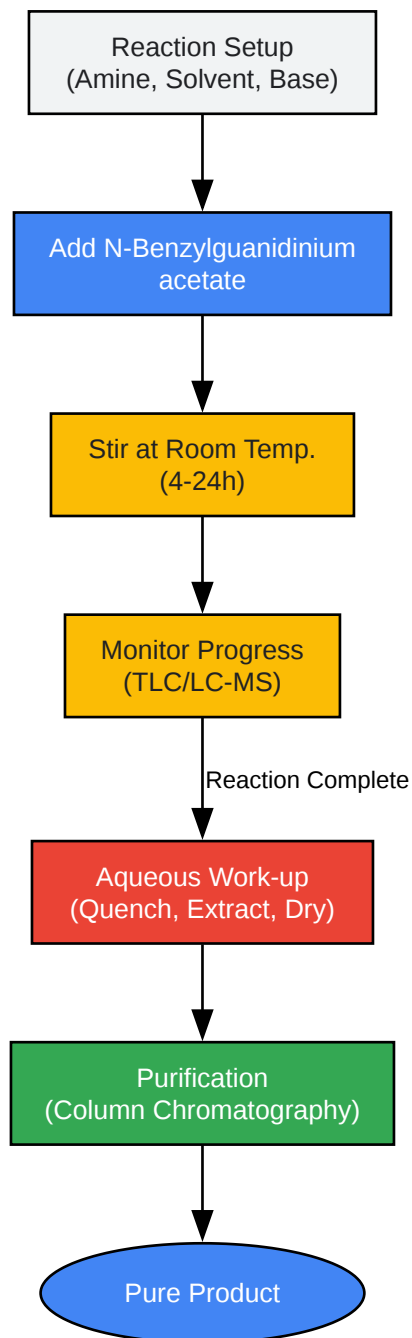 Reaction Setup
(Amine, Solvent, Base)
Add N-Benzylguanidinium
acetate
Stir at Room Temp.
(4-24h)
Monitor Progress
(TLC/LC-MS)
Reaction Complete
Aqueous Work-up
(Quench, Extract, Dry)
Purification
(Column Chromatography)
Pure Product